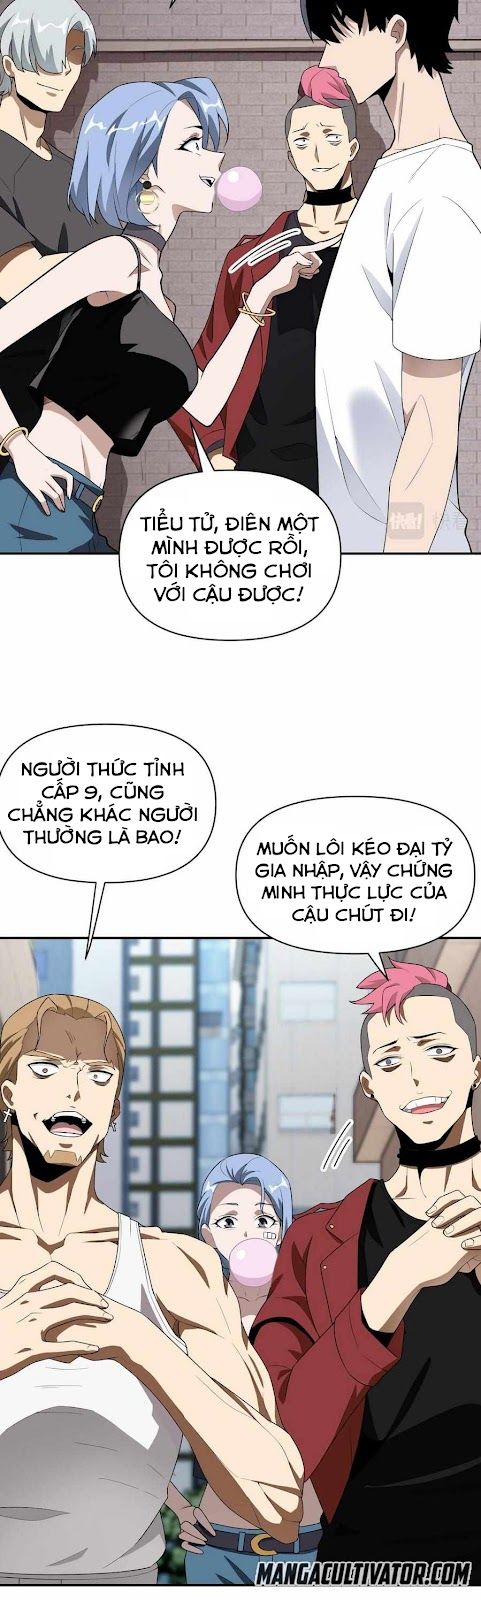 TIỂU TỬ, ĐIÊN MỘT
MÌNH ĐƯỢC RỒI,
TÔI KHÔNG CHƠI
VỚI CẬU ĐƯỢC!
NGƯỜI THỨC TỈNH
CẤP 9, CŨNG
CHẲNG KHÁC NGƯỜI
THƯỜNG LÀ BAO!
MUỐN LÔI KÉO ĐẠI TỶ
GIA NHẬP, VẬY CHỨNG
MINH THỰC LỰC CỦA
CẬU CHÚT ĐI!
MANGACULTIVATOR.COM